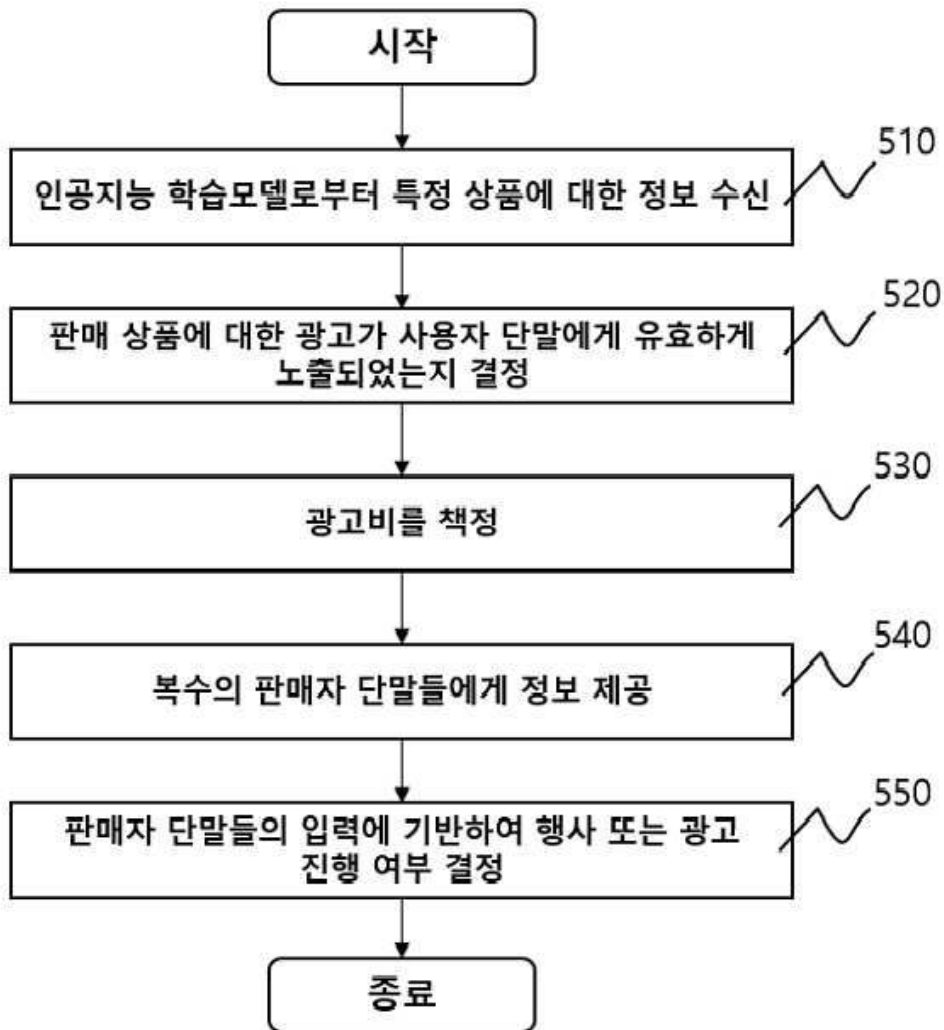 시작
510
인공지능 학습모델로부터 특정 상품에 대한 정보 수신
520
판매 상품에 대한 광고가 사용자 단말에게 유효하게
노출되었는지 결정
530
광고비를 책정
540
복수의 판매자 단말들에게 정보 제공
550
판매자 단말들의 입력에 기반하여 행사 또는 광고
진행 여부 결정
종료